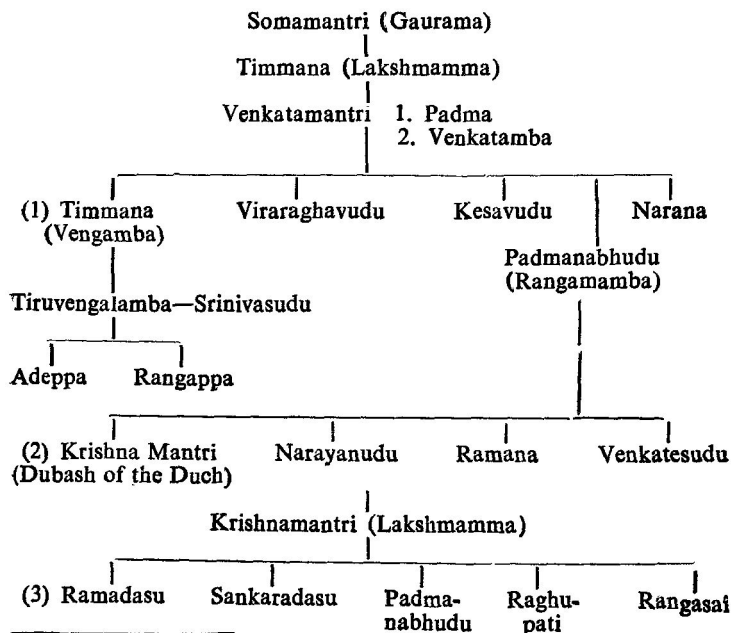 Somamantri (Gaurama)
Timmana (Lakshmamma)
Venkatamantri 1. Padma
2. Venkatamba
(1) Timmana Viraraghavudu Kesavudu Narana
(Vengamba)
Padmanabhudu
(Rangamamba)
Tiruvengalamba—Srinivasudu
Adeppa Rangappa
(2) Krishna Mantri Narayanudu Ramana Venkatesudu
(Dubash of the Duch)
Krishnamantri (Lakshmamma)
(3) Ramadasu Sankaradasu Padma- Raghu- Rangasai
nabhudu pati